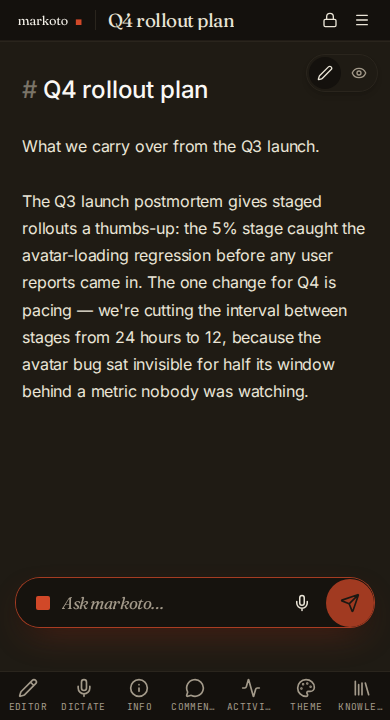 markoto
Q4 rollout plan
# Q4 rollout plan
What we carry over from the Q3 launch.
The Q3 launch postmortem gives staged
rollouts a thumbs-up: the 5% stage caught the
avatar-loading regression before any user
reports came in. The one change for Q4 is
pacing — we're cutting the interval between
stages from 24 hours to 12, because the
avatar bug sat invisible for half its window
behind a metric nobody was watching.
Ask markoto...
EDITOR DICTATE INFO COMMEN… ACTIVI… THEME KNOWLE…